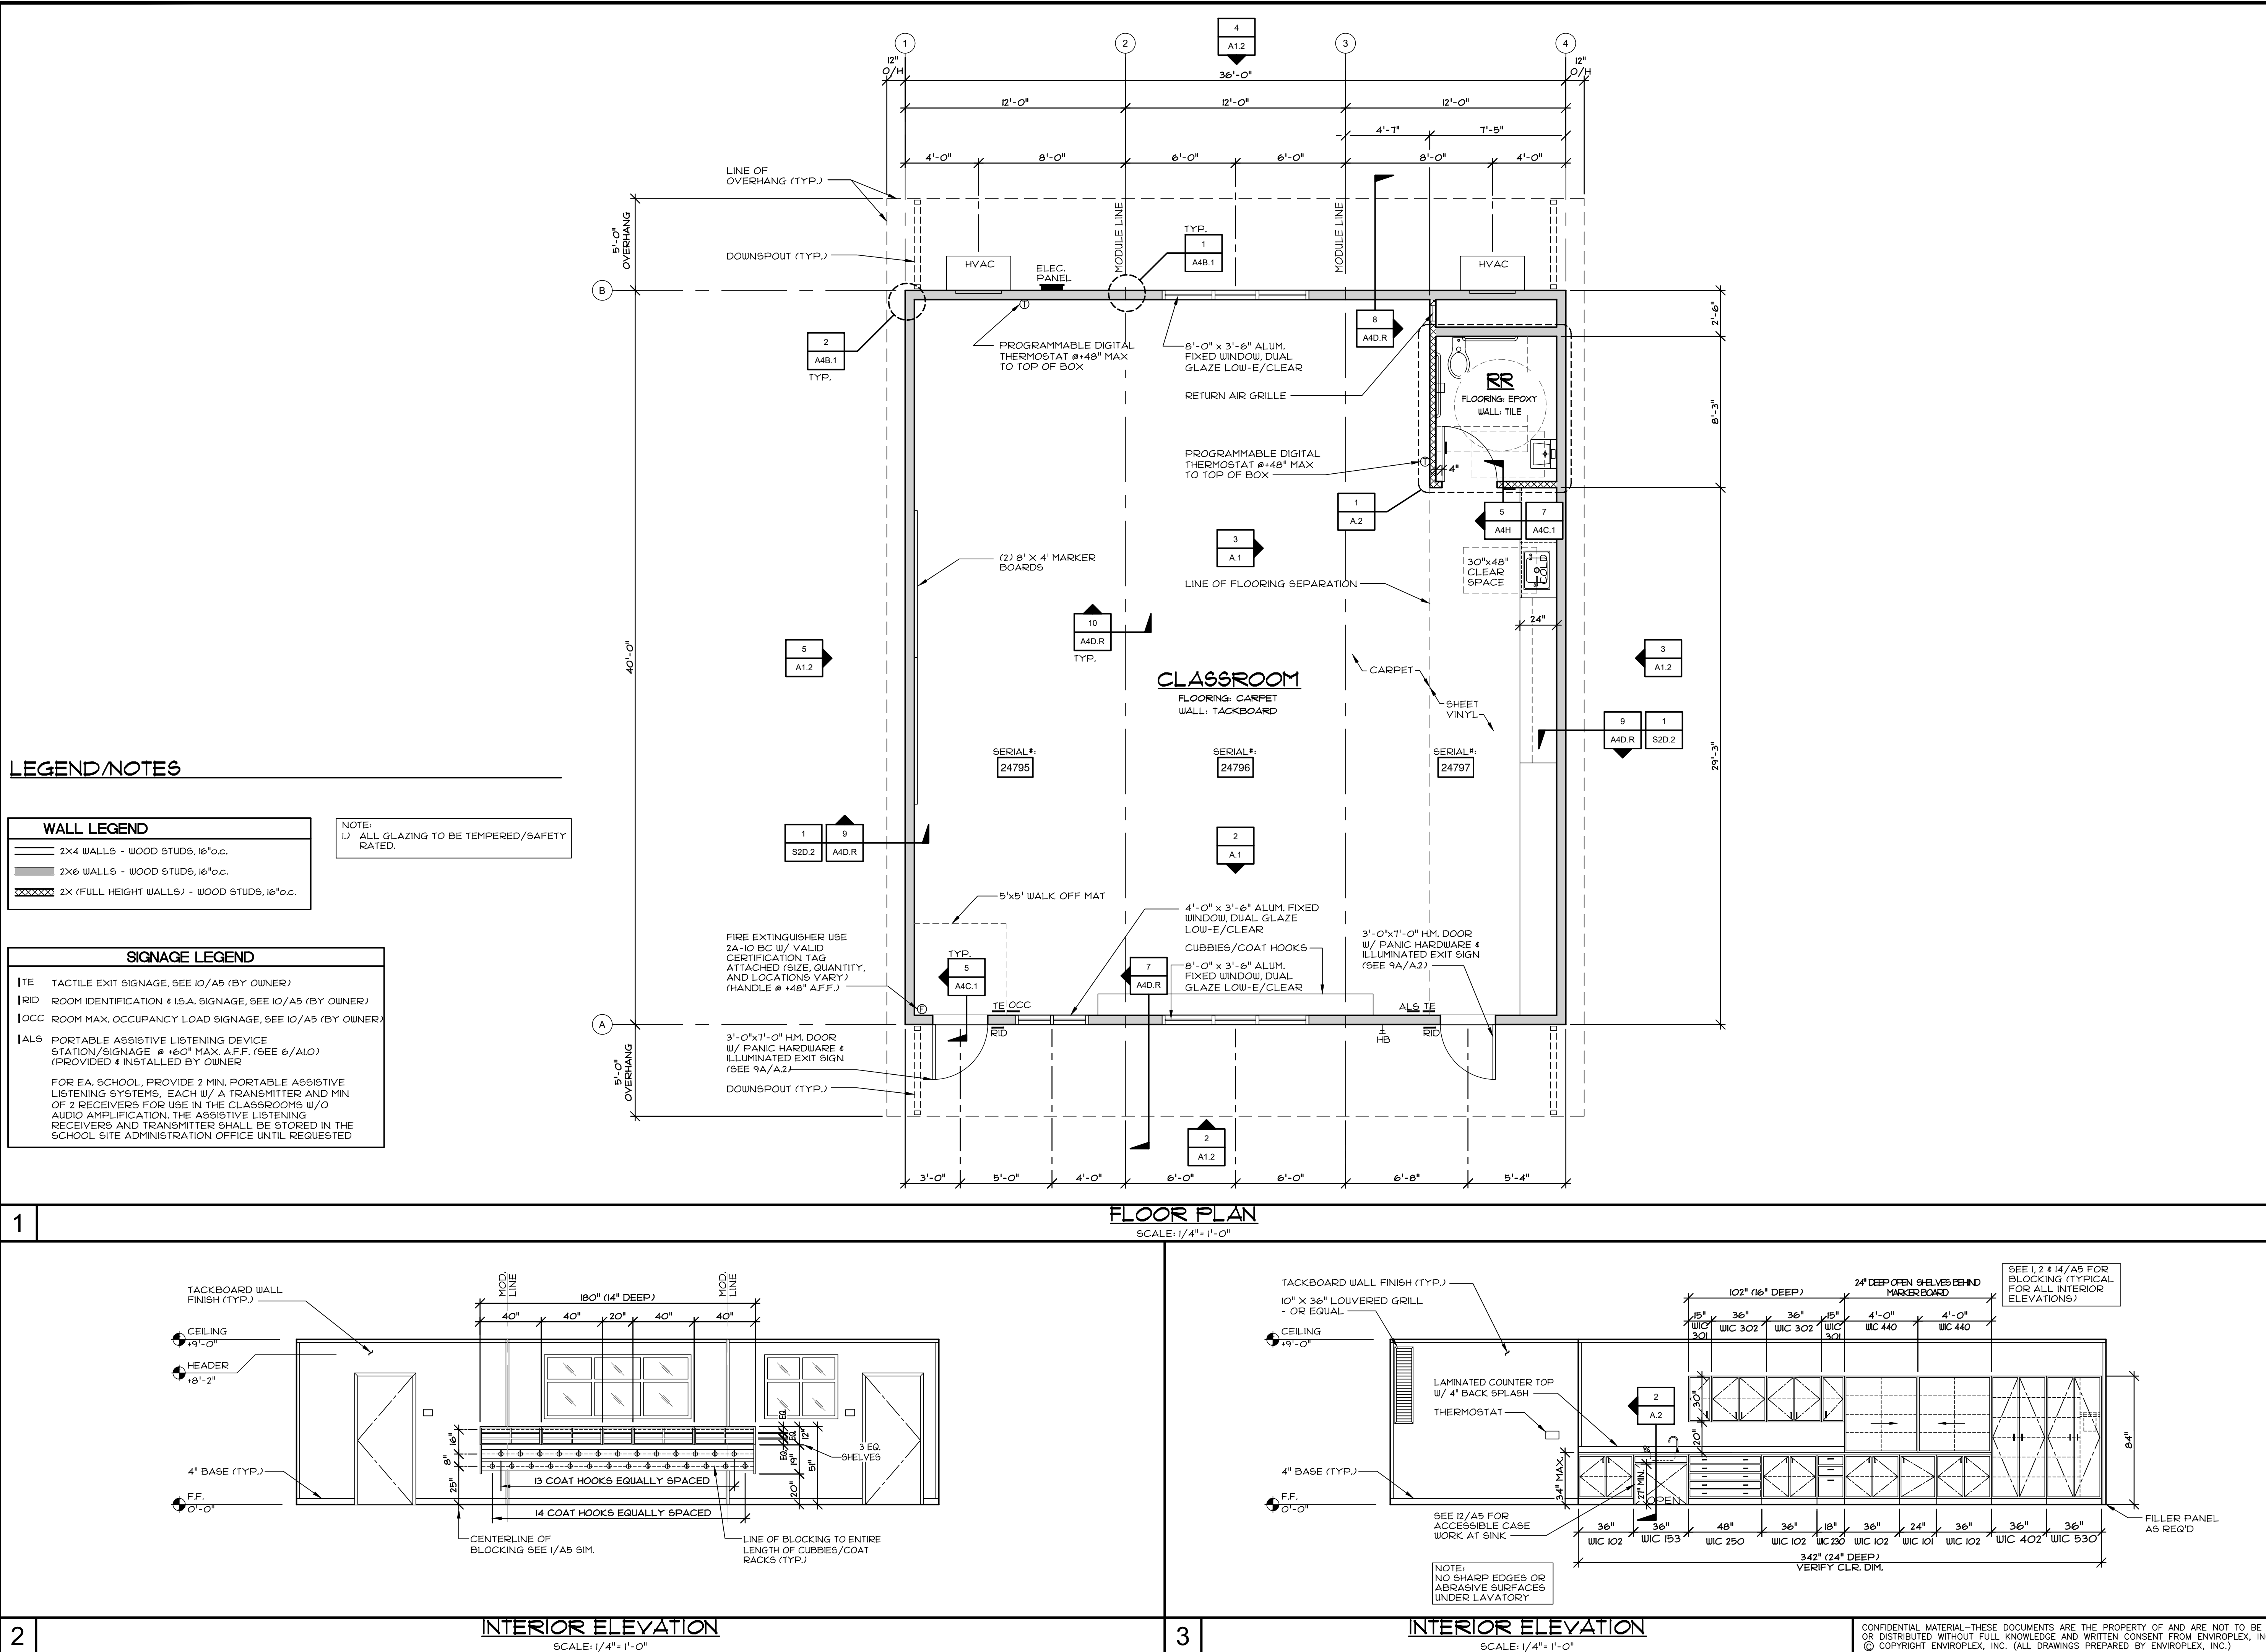 4
A1.2
1
2
3
4
12"
O/H
36'-0"
12"
O/H
12'-0"
12'-0"
12'-0"
4'-7"
7'-5"
4'-0"
8'-0"
6'-0"
6'-0"
8'-0"
4'-0"
LINE OF
OVERHANG (TYP.)
5'-0"
OVERHANG
DOWNSPOUT (TYP.)
HVAC
ELEC.
PANEL
MODULE LINE
TYP.
1
A4B.1
MODULE LINE
HVAC
B
2
A4B.1
TYP.
PROGRAMMABLE DIGITAL
THERMOSTAT @+48" MAX
TO TOP OF BOX
T
8'-0" x 3'-6" ALUM.
FIXED WINDOW, DUAL
GLAZE LOW-E/CLEAR
8
A4D.R
RETURN AIR GRILLE
RR
FLOORING: EPOXY
WALL: TILE
2'-6"
8'-3"
PROGRAMMABLE DIGITAL
THERMOSTAT @+48" MAX
TO TOP OF BOX
T
4"
1
A.2
5
A4H
7
A4C.1
3
A.1
(2) 8' X 4' MARKER
BOARDS
LINE OF FLOORING SEPARATION
30"x48"
CLEAR
SPACE
COLD
24"
10
A4D.R
TYP.
40'-0"
5
A1.2
3
A1.2
CARPET
CLASSROOM
FLOORING: CARPET
WALL: TACKBOARD
SHEET
VINYL
9
A4D.R
1
S2D.2
SERIAL#:
24795
SERIAL#:
24796
SERIAL#:
24797
29'-3"
LEGEND/NOTES
WALL LEGEND
2X4 WALLS - WOOD STUDS, 16"o.c.
2X6 WALLS - WOOD STUDS, 16"o.c.
2X (FULL HEIGHT WALLS) - WOOD STUDS, 16"o.c.
NOTE:
1.) ALL GLAZING TO BE TEMPERED/SAFETY
RATED.
1
S2D.2
9
A4D.R
2
A.1
5'x5' WALK OFF MAT
4'-0" x 3'-6" ALUM. FIXED
WINDOW, DUAL GLAZE
LOW-E/CLEAR
CUBBIES/COAT HOOKS
8'-0" x 3'-6" ALUM.
FIXED WINDOW, DUAL
GLAZE LOW-E/CLEAR
3'-0"x7'-0" H.M. DOOR
W/ PANIC HARDWARE &
ILLUMINATED EXIT SIGN
(SEE 9A/A.2)
FIRE EXTINGUISHER USE
2A-10 BC W/ VALID
CERTIFICATION TAG
ATTACHED (SIZE, QUANTITY,
AND LOCATIONS VARY)
(HANDLE @ +48" A.F.F.)
TYP.
5
A4C.1
7
A4D.R
F
TE OCC
RID
ALS TE
RID
HB
A
SIGNAGE LEGEND
TE TACTILE EXIT SIGNAGE, SEE 10/A5 (BY OWNER)
RID ROOM IDENTIFICATION & I.S.A. SIGNAGE, SEE 10/A5 (BY OWNER)
OCC ROOM MAX. OCCUPANCY LOAD SIGNAGE, SEE 10/A5 (BY OWNER)
ALS PORTABLE ASSISTIVE LISTENING DEVICE
STATION/SIGNAGE @ +60" MAX. A.F.F. (SEE 6/A1.0)
(PROVIDED & INSTALLED BY OWNER
FOR EA. SCHOOL, PROVIDE 2 MIN. PORTABLE ASSISTIVE
LISTENING SYSTEMS, EACH W/ A TRANSMITTER AND MIN
OF 2 RECEIVERS FOR USE IN THE CLASSROOMS W/O
AUDIO AMPLIFICATION. THE ASSISTIVE LISTENING
RECEIVERS AND TRANSMITTER SHALL BE STORED IN THE
SCHOOL SITE ADMINISTRATION OFFICE UNTIL REQUESTED
3'-0"x7'-0" H.M. DOOR
W/ PANIC HARDWARE &
ILLUMINATED EXIT SIGN
(SEE 9A/A.2)
DOWNSPOUT (TYP.)
5'-0"
OVERHANG
2
A1.2
3'-0"
5'-0"
4'-0"
6'-0"
6'-0"
6'-8"
5'-4"
1
FLOOR PLAN
SCALE: 1/4"= 1'-0"
TACKBOARD WALL
FINISH (TYP.)
MOD.
LINE
MOD.
LINE
180" (14" DEEP)
40"
40"
20"
40"
40"
CEILING
+9'-0"
HEADER
+8'-2"
16"
8"
25"
EQ.
EQ.
EQ.
12"
19"
20"
51"
3 EQ.
SHELVES
4" BASE (TYP.)
13 COAT HOOKS EQUALLY SPACED
F.F.
0'-0"
14 COAT HOOKS EQUALLY SPACED
CENTERLINE OF
BLOCKING SEE 1/A5 SIM.
LINE OF BLOCKING TO ENTIRE
LENGTH OF CUBBIES/COAT
RACKS (TYP.)
2
INTERIOR ELEVATION
SCALE: 1/4"= 1'-0"
TACKBOARD WALL FINISH (TYP.)
10" X 36" LOUVERED GRILL
- OR EQUAL
CEILING
+9'-0"
102" (16" DEEP)
24" DEEP OPEN SHELVES BEHIND
MARKER BOARD
SEE 1, 2 & 14/A5 FOR
BLOCKING (TYPICAL
FOR ALL INTERIOR
ELEVATIONS)
15"
WIC
301
36"
WIC 302
36"
WIC 302
15"
WIC
301
4'-0"
WIC 440
4'-0"
WIC 440
LAMINATED COUNTER TOP
W/ 4" BACK SPLASH
THERMOSTAT
2
A.2
30"
20"
84"
4" BASE (TYP.)
34" MAX.
27" MIN.
OPEN
F.F.
0'-0"
SEE 12/A5 FOR
ACCESSIBLE CASE
WORK AT SINK
36"
WIC 102
36"
WIC 153
48"
WIC 250
36"
WIC 102
18"
WIC 230
36"
WIC 102
24"
WIC 101
36"
WIC 102
36"
WIC 402
36"
WIC 530
FILLER PANEL
AS REQ'D
342" (24" DEEP)
VERIFY CLR. DIM.
NOTE:
NO SHARP EDGES OR
ABRASIVE SURFACES
UNDER LAVATORY
3
INTERIOR ELEVATION
SCALE: 1/4"= 1'-0"
CONFIDENTIAL MATERIAL-THESE DOCUMENTS ARE THE PROPERTY OF AND ARE NOT TO BE
OR DISTRIBUTED WITHOUT FULL KNOWLEDGE AND WRITTEN CONSENT FROM ENVIROPLEX, IN
© COPYRIGHT ENVIROPLEX, INC. (ALL DRAWINGS PREPARED BY ENVIROPLEX, INC.)